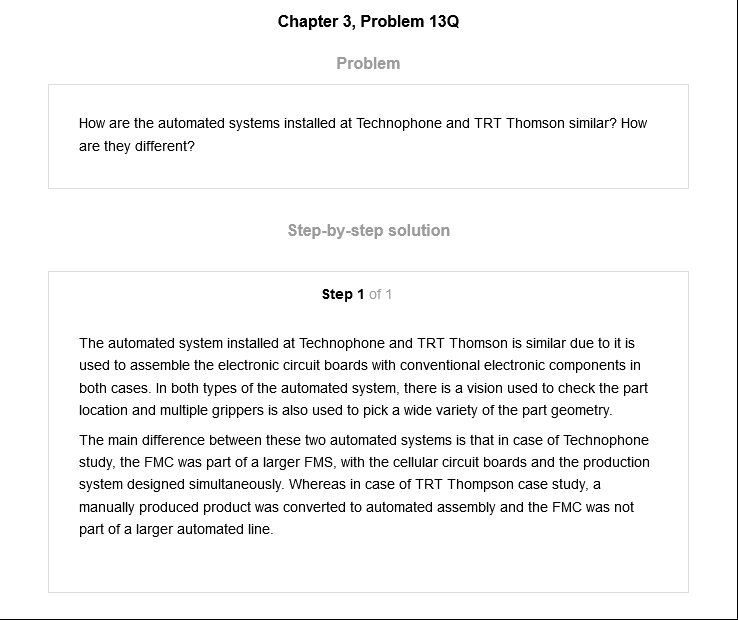 Chapter 3, Problem 13Q
Problem
How are the automated systems installed at Technophone and TRT Thomson similar? How
are they different?
Step-by-step solution
Step 1 of 1
The automated system installed at Technophone and TRT Thomson is similar due to it is
used to assemble the electronic circuit boards with conventional electronic components in
both cases. In both types of the automated system, there is a vision used to check the part
location and multiple grippers is also used to pick a wide variety of the part geometry.
The main difference between these two automated systems is that in case of Technophone
study, the FMC was part of a larger FMS, with the cellular circuit boards and the production
system designed simultaneously. Whereas in case of TRT Thompson case study, a
manually produced product was converted to automated assembly and the FMC was not
part of a larger automated line.